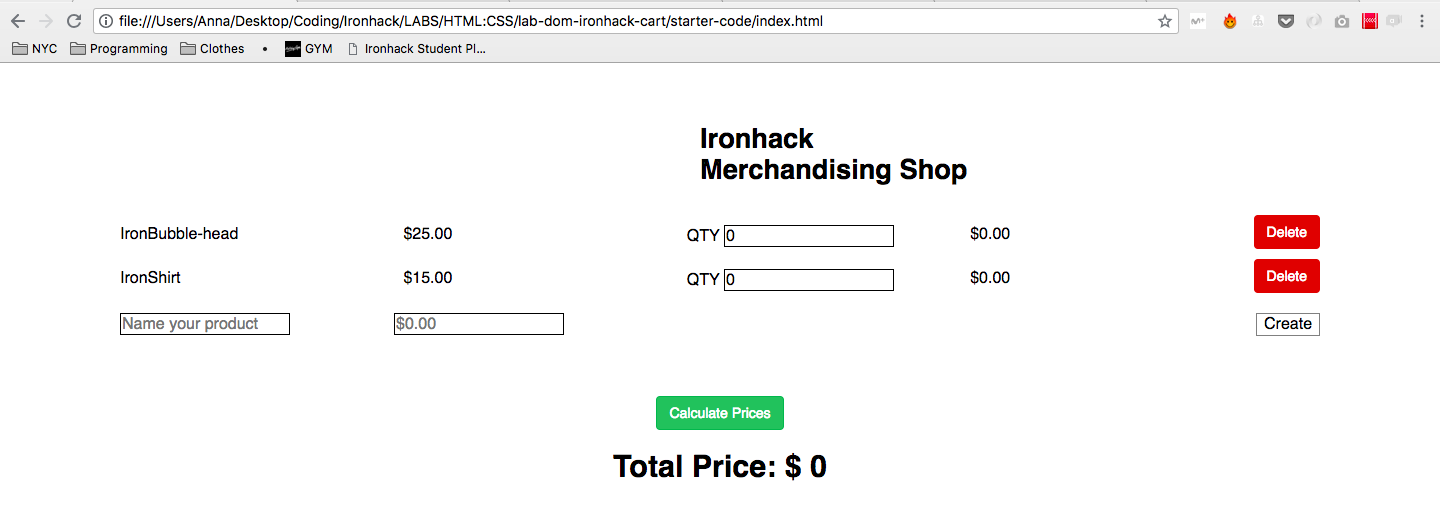 file:///Users/Anna/Desktop/Coding/Ironhack/LABS/HTML:CSS/lab-dom-ironhack-cart/starter-code/index.html
NYC Programming Clothes • GYM Ironhack Student Pl...
Ironhack
Merchandising Shop
IronBubble-head $25.00 QTY 0 $0.00 Delete
IronShirt $15.00 QTY 0 $0.00 Delete
Name your product $0.00 Create
Calculate Prices
Total Price: $ 0